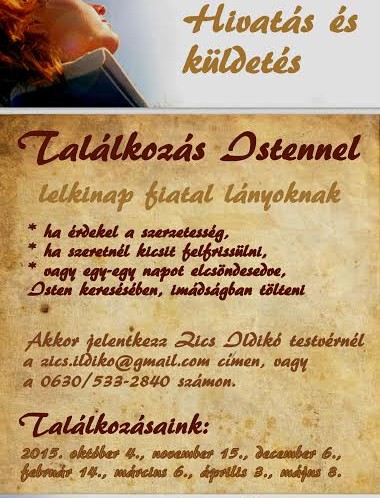 Hivatás és
küldetés
Találkozás Istennel
lelkinap fiatal lányoknak
* ha érdekel a szerzetesség,
* ha szeretnél kicsit felfrissülni,
* vagy egy-egy napot elcsöndesedve,
Isten keresésében, imádságban tölteni
Akkor jelentkezz Zics Ildikó testvérnél
a zics.ildiko@gmail.com címen, vagy
a 0630/533-2840 számon.
Találkozásaink:
2015. október 4., november 15., december 6.,
február 14., március 6., április 3., május 8.